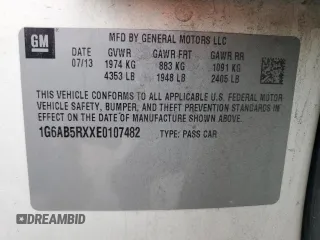 GM
MFD BY GENERAL MOTORS LLC
DATE GVWR GAWR FRT GAWR RR
07/13 1974 KG 883 KG 1091 KG
4353 LB 1948 LB 2405 LB
THIS VEHICLE CONFORMS TO ALL APPLICABLE U.S. FEDERAL MOTOR
VEHICLE SAFETY, BUMPER, AND THEFT PREVENTION STANDARDS IN
EFFECT ON THE DATE OF MANUFACTURE SHOWN ABOVE.
1G6AB5RXXE0107482 TYPE: PASS CAR
AUTOBIDMASTER